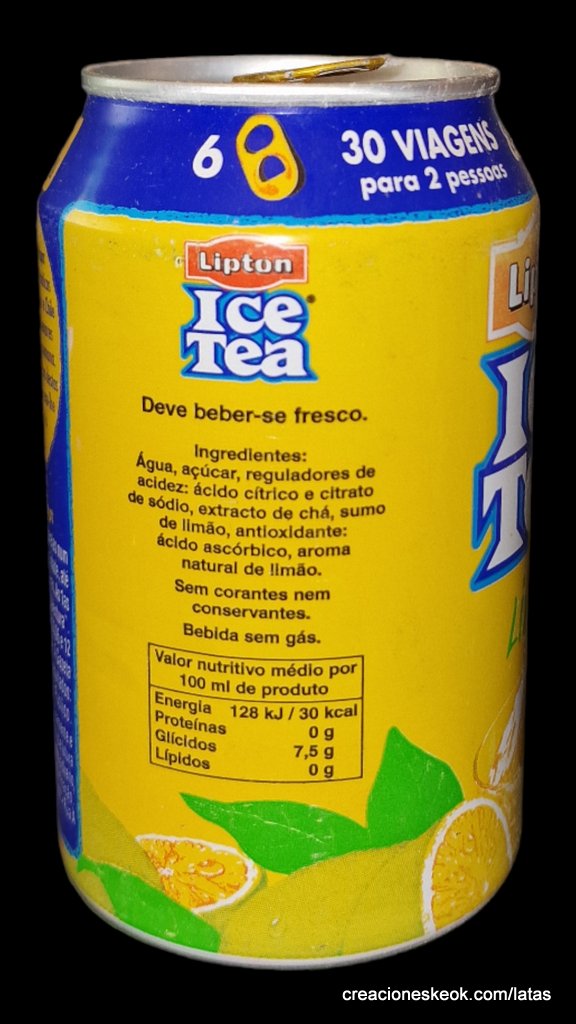 6
30 VIAGENS
para 2 pessoas
Lipton
ICE
TEA
Deve beber-se fresco.
Ingredientes:
Água, açúcar, reguladores de
acidez: ácido cítrico e citrato
de sódio, extracto de chá, sumo
de limão, antioxidante:
ácido ascórbico, aroma
natural de limão.
Sem corantes nem
conservantes.
Bebida sem gás.
Valor nutritivo médio por
100 ml de produto
Energia 128 kJ / 30 kcal
Proteínas 0 g
Glícidos 7,5 g
Lípidos 0 g
creacioneskeok.com/latas